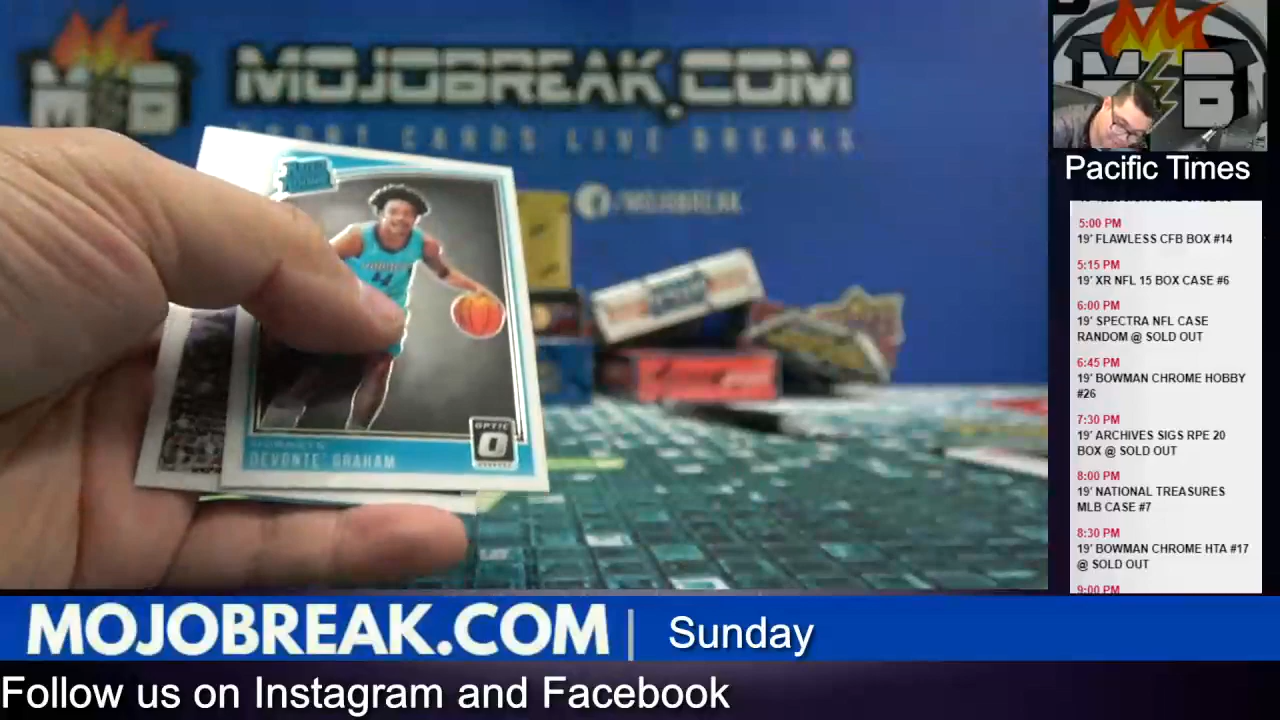 MOJOBREAK.COM
SPORT CARDS LIVE BREAKS
/MOJOBREAK
M B
M B
RATED ROOKIE
HORNETS
DEVONTE' GRAHAM
OPTIC
Pacific Times
5:00 PM
19' FLAWLESS CFB BOX #14
5:15 PM
19' XR NFL 15 BOX CASE #6
6:00 PM
19' SPECTRA NFL CASE
RANDOM @ SOLD OUT
6:45 PM
19' BOWMAN CHROME HOBBY
#26
7:30 PM
19' ARCHIVES SIGS RPE 20
BOX @ SOLD OUT
8:00 PM
19' NATIONAL TREASURES
MLB CASE #7
8:30 PM
19' BOWMAN CHROME HTA #17
@ SOLD OUT
9:00 PM
MOJOBREAK.COM | Sunday
Follow us on Instagram and Facebook